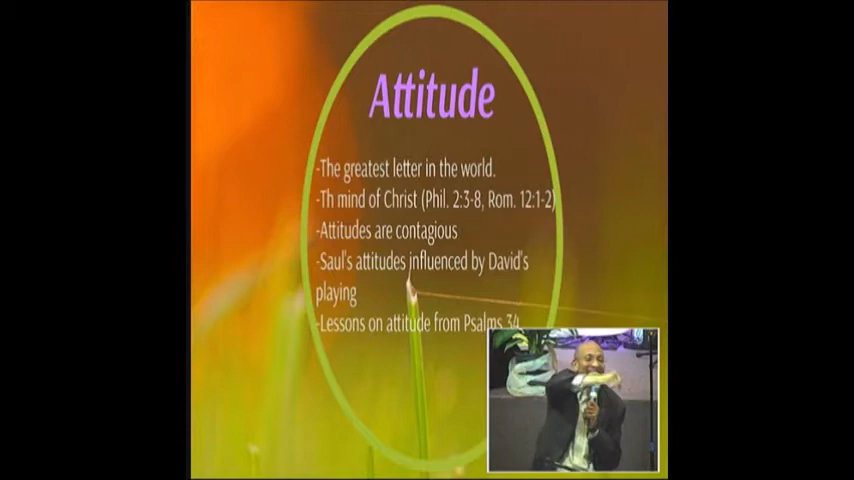 Attitude
-The greatest letter in the world.
-Th mind of Christ (Phil. 2:3-8, Rom. 12:1-2)
-Attitudes are contagious
-Saul's attitudes influenced by David's
playing
-Lessons on attitude from Psalms 34